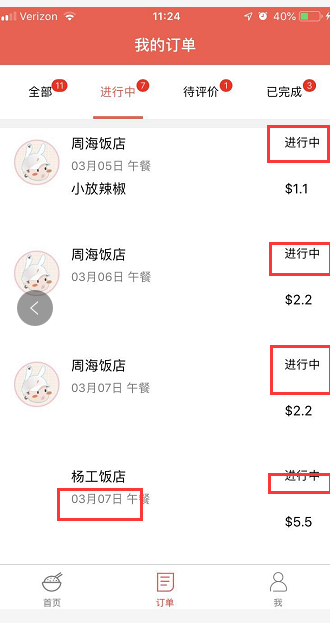 Verizon 11:24 40%
我的订单
全部 11 进行中 7 待评价 1 已完成 3
周海饭店 进行中
03月05日 午餐
小放辣椒 $1.1
周海饭店 进行中
03月06日 午餐
$2.2
周海饭店 进行中
03月07日 午餐
$2.2
杨工饭店 进行中
03月07日 午餐
$5.5
首页 订单 我